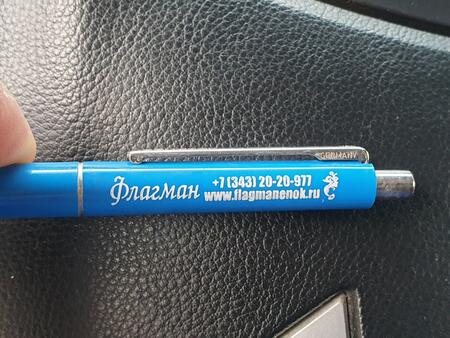 GERMANY
Флагман
+7 (343) 20-20-977
www.flagmanenok.ru